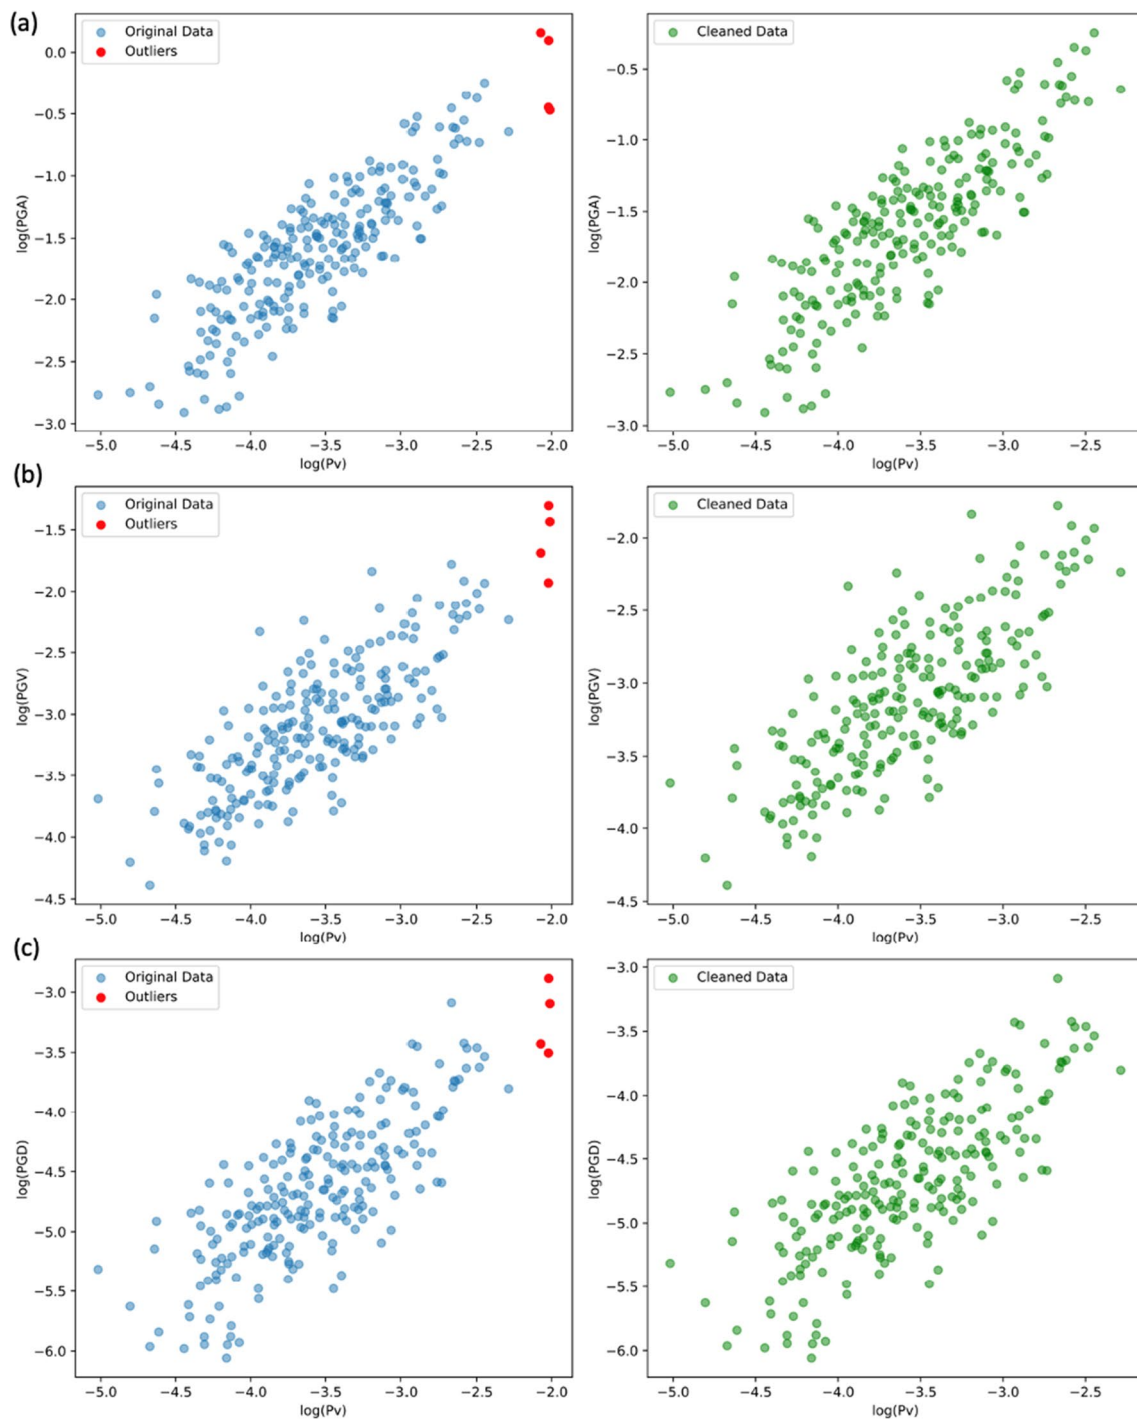 (a)
Original Data
Outliers
Cleaned Data
0.0
−0.5
−1.0
−1.5
−2.0
−2.5
−3.0
log(PGA)
−5.0 −4.5 −4.0 −3.5 −3.0 −2.5 −2.0
log(Pv)
−0.5
−1.0
−1.5
−2.0
−2.5
−3.0
log(PGA)
−5.0 −4.5 −4.0 −3.5 −3.0 −2.5
log(Pv)
(b)
Original Data
Outliers
Cleaned Data
−1.5
−2.0
−2.5
−3.0
−3.5
−4.0
−4.5
log(PGV)
−5.0 −4.5 −4.0 −3.5 −3.0 −2.5 −2.0
log(Pv)
−2.0
−2.5
−3.0
−3.5
−4.0
−4.5
log(PGV)
−5.0 −4.5 −4.0 −3.5 −3.0 −2.5
log(Pv)
(c)
Original Data
Outliers
Cleaned Data
−3.0
−3.5
−4.0
−4.5
−5.0
−5.5
−6.0
log(PGD)
−5.0 −4.5 −4.0 −3.5 −3.0 −2.5 −2.0
log(Pv)
−3.0
−3.5
−4.0
−4.5
−5.0
−5.5
−6.0
log(PGD)
−5.0 −4.5 −4.0 −3.5 −3.0 −2.5
log(Pv)